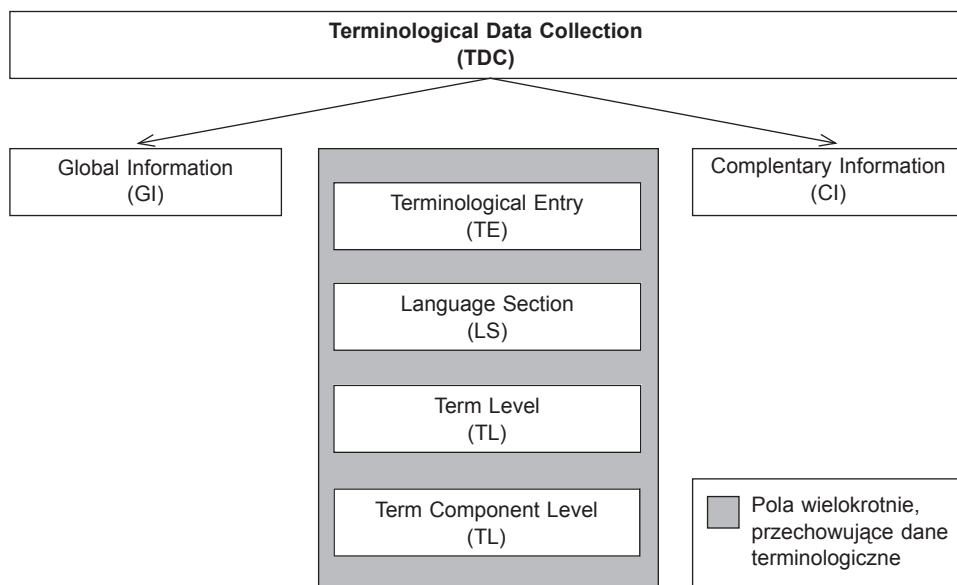 Terminological Data Collection
(TDC)
Global Information
(GI)
Complentary Information
(CI)
Terminological Entry
(TE)
Language Section
(LS)
Term Level
(TL)
Term Component Level
(TL)
Pola wielokrotnie,
przechowujące dane
terminologiczne